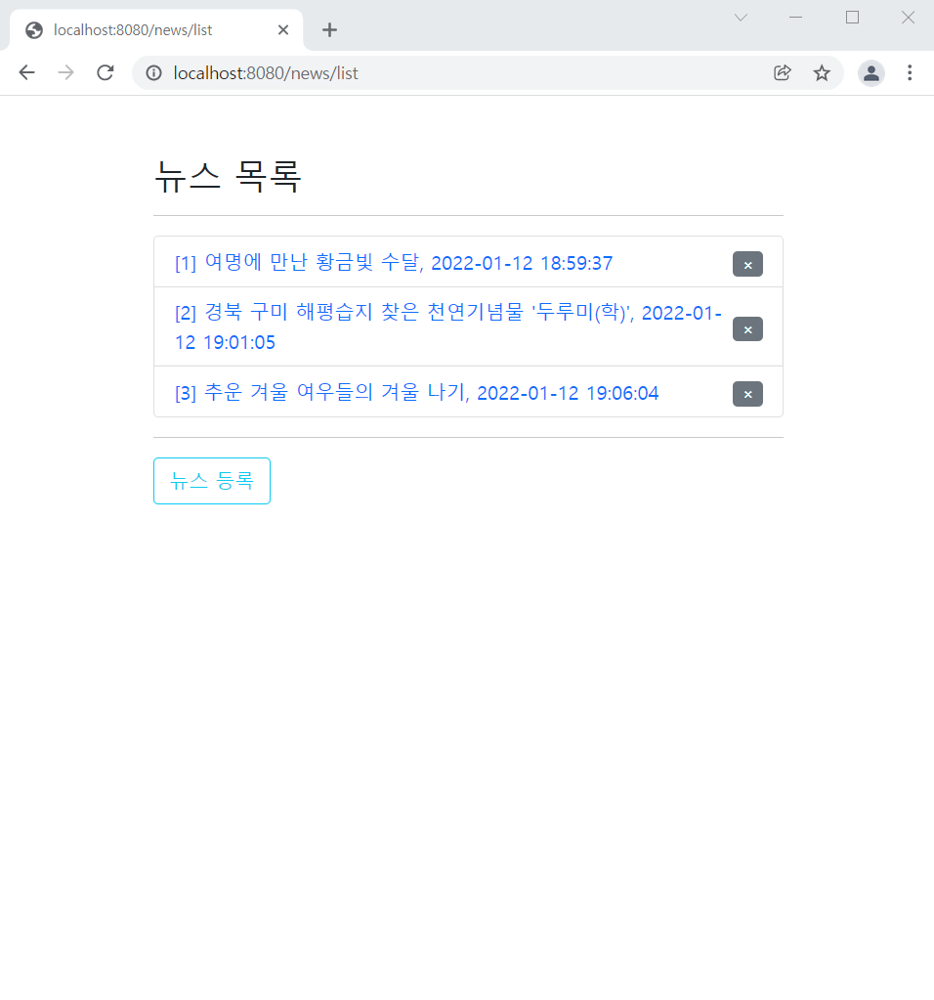 localhost:8080/news/list
localhost:8080/news/list
뉴스 목록
[1] 여명에 만난 황금빛 수달, 2022-01-12 18:59:37
[2] 경북 구미 해평습지 찾은 천연기념물 '두루미(학)', 2022-01-
12 19:01:05
[3] 추운 겨울 여우들의 겨울 나기, 2022-01-12 19:06:04
뉴스 등록